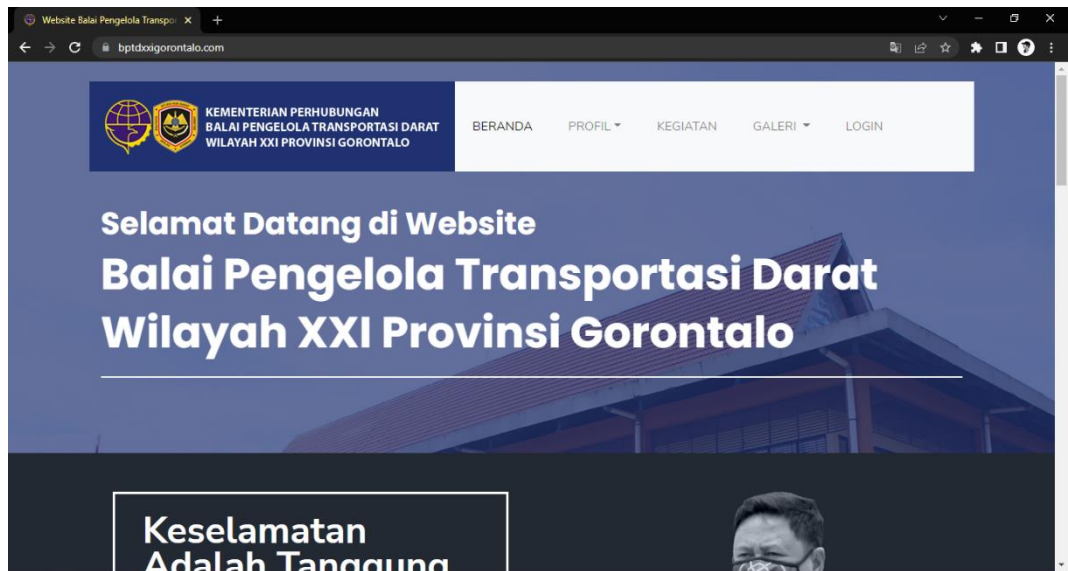 Website Balai Pengelola Transpor
bptdxxigorontalo.com
KEMENTERIAN PERHUBUNGAN
BALAI PENGELOLA TRANSPORTASI DARAT
WILAYAH XXI PROVINSI GORONTALO
BERANDA PROFIL KEGIATAN GALERI LOGIN
Selamat Datang di Website
Balai Pengelola Transportasi Darat
Wilayah XXI Provinsi Gorontalo
Keselamatan
Adalah Tanggung